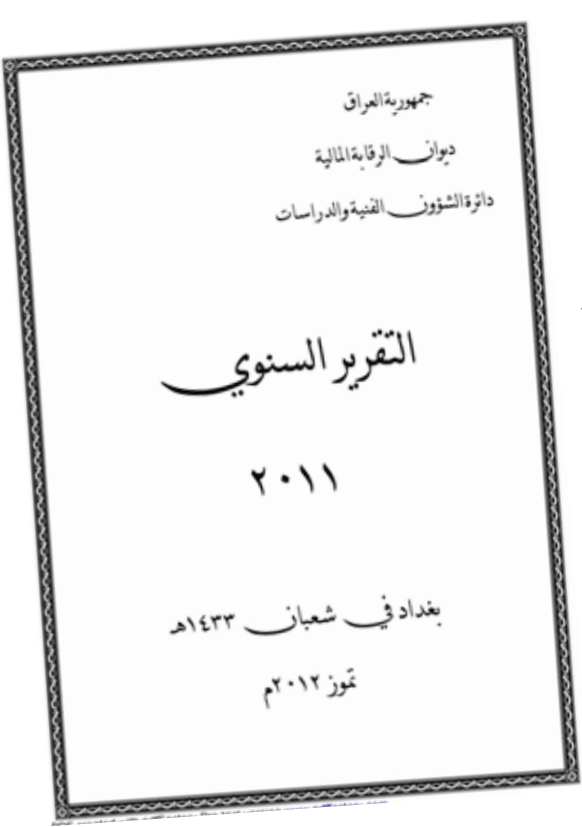 جمهورية العراق
ديوان الرقابة المالية
دائرة الشؤون الفنية والدراسات
التقرير السنوي
٢٠١١
بغداد في شعبان ١٤٣٣هـ
تموز ٢٠١٢م